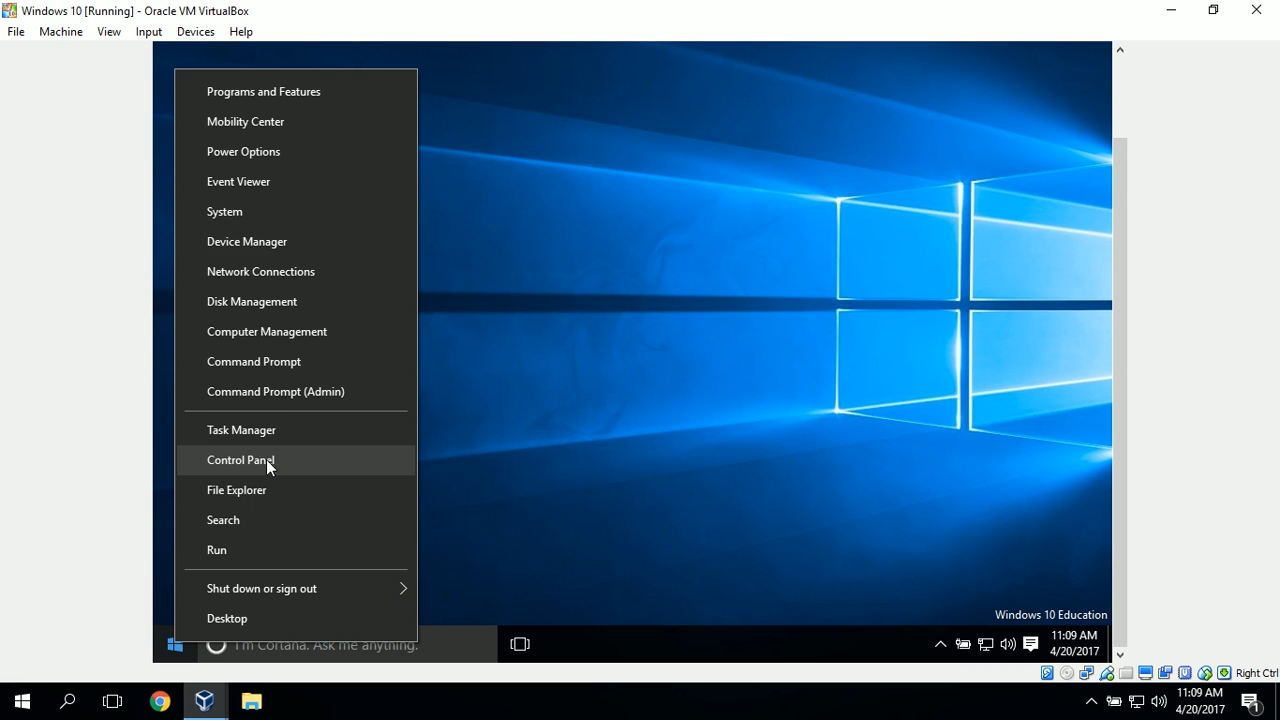 Windows 10 [Running] - Oracle VM VirtualBox
File Machine View Input Devices Help
Programs and Features
Mobility Center
Power Options
Event Viewer
System
Device Manager
Network Connections
Disk Management
Computer Management
Command Prompt
Command Prompt (Admin)
Task Manager
Control Panel
File Explorer
Search
Run
Shut down or sign out
Desktop
Windows 10 Education
I'm Cortana. Ask me anything.
11:09 AM
4/20/2017
Right Ctrl
11:09 AM
4/20/2017
1